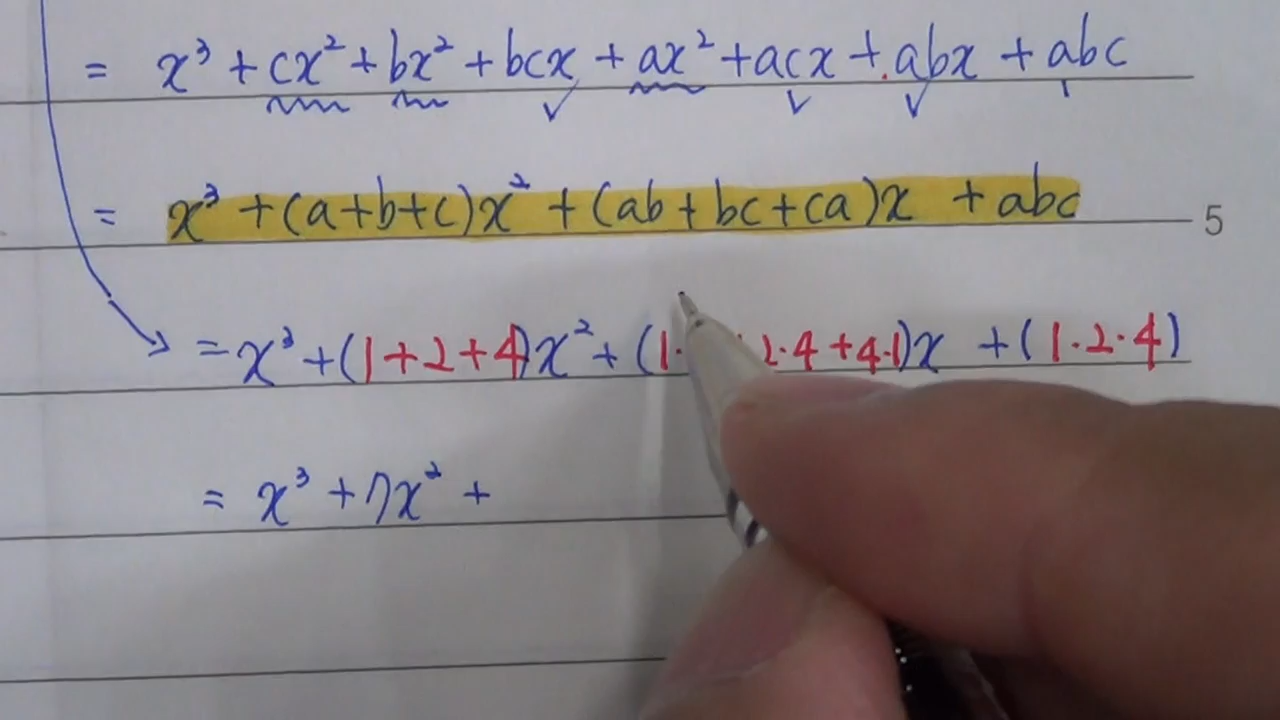 = x³ + cx² + bx² + bcx + ax² + acx + abx + abc
= x³ + (a+b+c)x² + (ab + bc + ca)x + abc
5
= x³ + (1+2+4)x² + (1· 2·4 + 4·1)x + (1·2·4)
= x³ + 7x² +